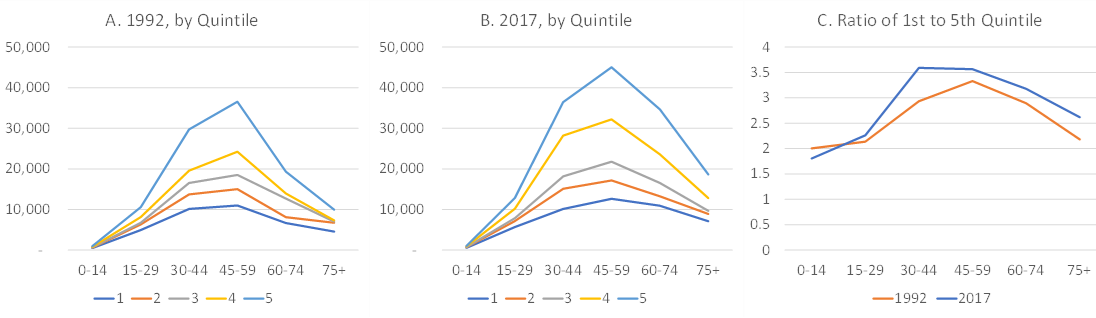 A. 1992, by Quintile
50,000
40,000
30,000
20,000
10,000
-
0-14 15-29 30-44 45-59 60-74 75+
1 2 3 4 5
B. 2017, by Quintile
50,000
40,000
30,000
20,000
10,000
-
0-14 15-29 30-44 45-59 60-74 75+
1 2 3 4 5
C. Ratio of 1st to 5th Quintile
4
3.5
3
2.5
2
1.5
1
0.5
0
0-14 15-29 30-44 45-59 60-74 75+
1992 2017